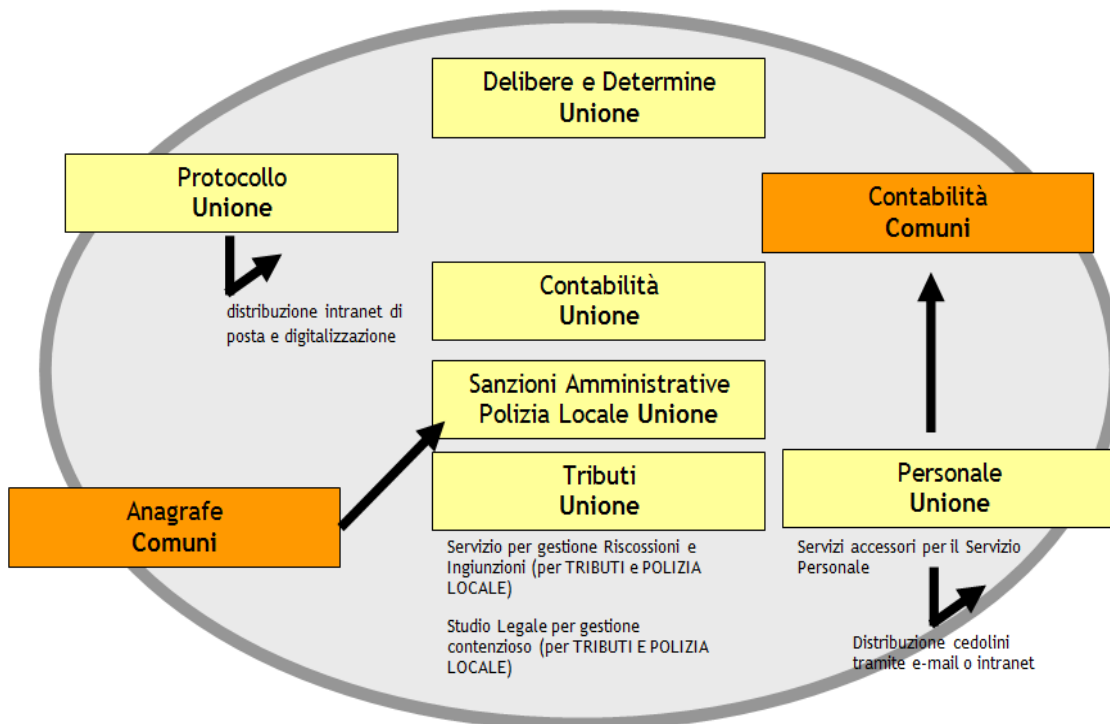 Delibere e Determine
Unione
Protocollo
Unione
Contabilità
Comuni
distribuzione intranet di
posta e digitalizzazione
Contabilità
Unione
Sanzioni Amministrative
Polizia Locale Unione
Anagrafe
Comuni
Tributi
Unione
Personale
Unione
Servizio per gestione Riscossioni e
Ingiunzioni (per TRIBUTI e POLIZIA
LOCALE)
Studio Legale per gestione
contenzioso (per TRIBUTI E POLIZIA
LOCALE)
Servizi accessori per il Servizio
Personale
Distribuzione cedolini
tramite e-mail o intranet